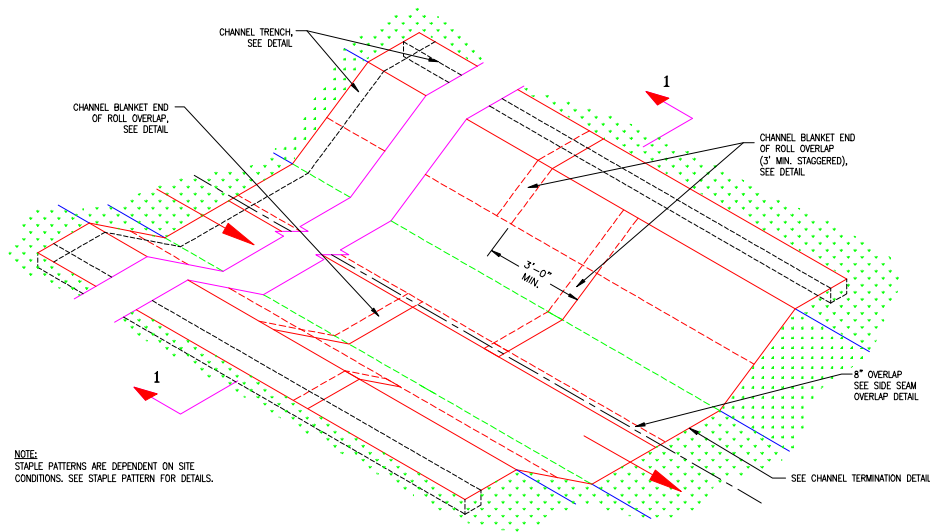 CHANNEL TRENCH,
SEE DETAIL
1
CHANNEL BLANKET END
OF ROLL OVERLAP,
SEE DETAIL
CHANNEL BLANKET END
OF ROLL OVERLAP
(3' MIN. STAGGERED),
SEE DETAIL
3'-0"
MIN.
1
8" OVERLAP
SEE SIDE SEAM
OVERLAP DETAIL
NOTE:
STAPLE PATTERNS ARE DEPENDENT ON SITE
CONDITIONS. SEE STAPLE PATTERN FOR DETAILS.
SEE CHANNEL TERMINATION DETAIL